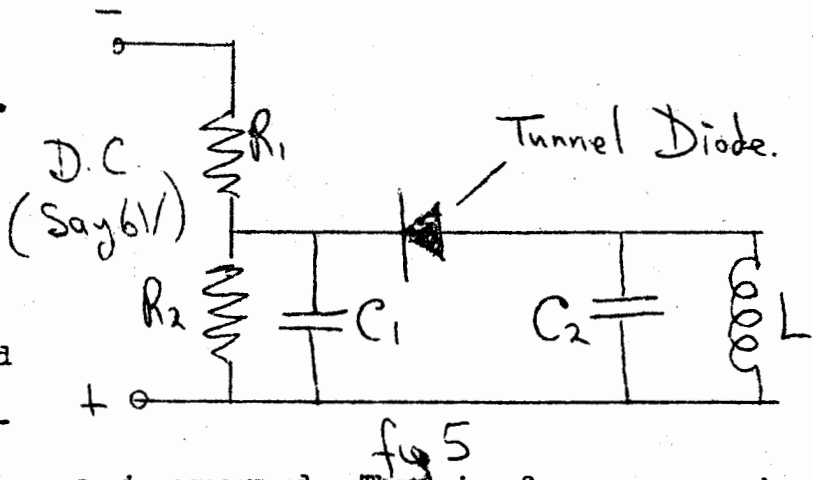 −
R1
Tunnel Diode.
D.C.
(Say 6V)
R2
C1
C2
L
+
fig 5